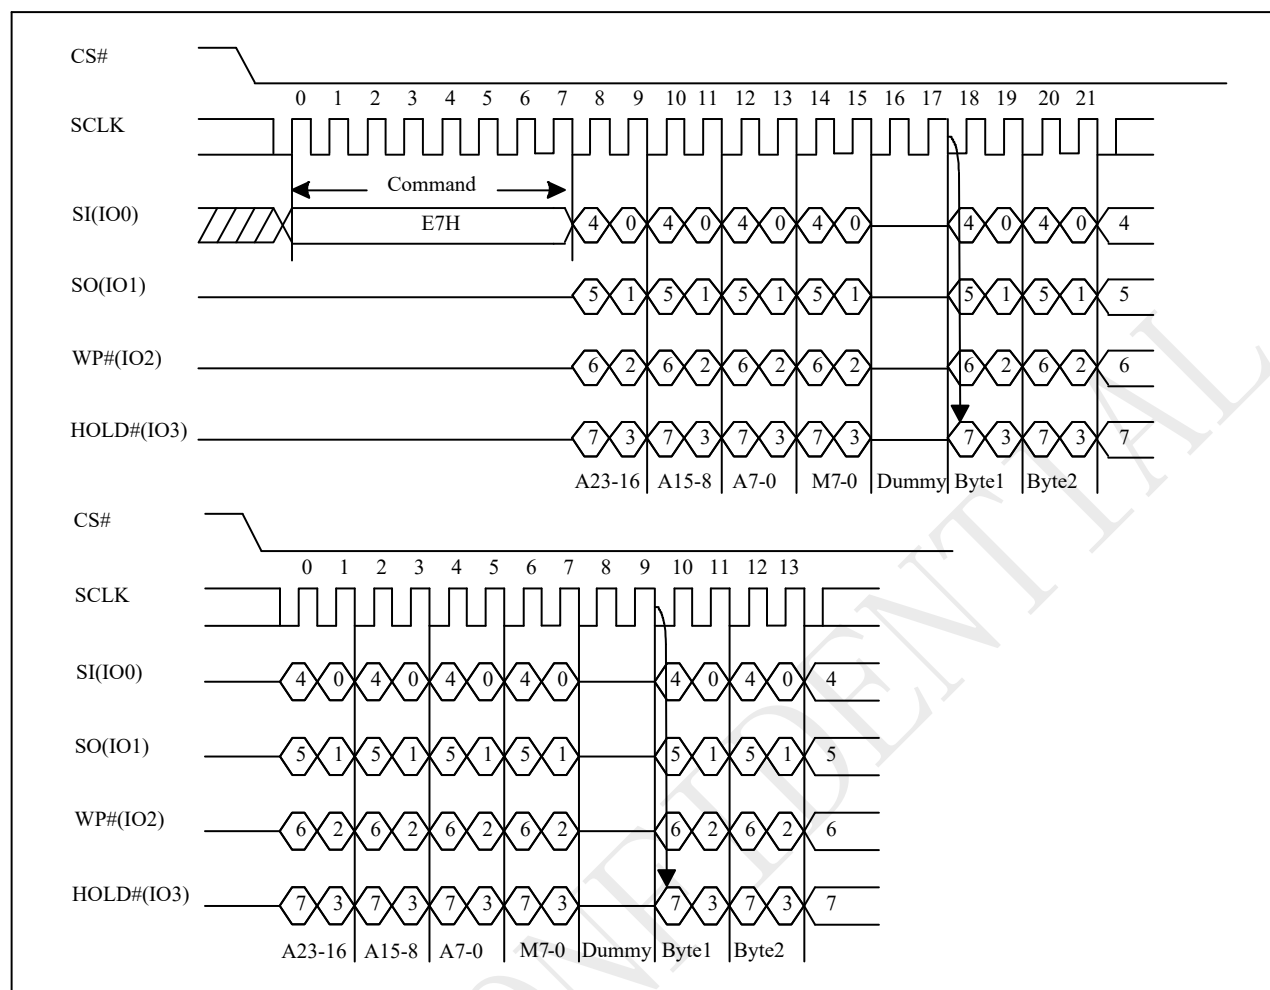 CS#
0 1 2 3 4 5 6 7 8 9 10 11 12 13 14 15 16 17 18 19 20 21
SCLK
Command
SI(IO0) E7H 4 0 4 0 4 0 4 0 4 0 4 0 4
SO(IO1) 5 1 5 1 5 1 5 1 5 1 5 1 5
WP#(IO2) 6 2 6 2 6 2 6 2 6 2 6 2 6
HOLD#(IO3) 7 3 7 3 7 3 7 3 7 3 7 3 7
A23-16 A15-8 A7-0 M7-0 Dummy Byte1 Byte2
CS#
0 1 2 3 4 5 6 7 8 9 10 11 12 13
SCLK
SI(IO0) 4 0 4 0 4 0 4 0 4 0 4 0 4
SO(IO1) 5 1 5 1 5 1 5 1 5 1 5 1 5
WP#(IO2) 6 2 6 2 6 2 6 2 6 2 6 2 6
HOLD#(IO3) 7 3 7 3 7 3 7 3 7 3 7 3 7
A23-16 A15-8 A7-0 M7-0 Dummy Byte1 Byte2
ONFIDENTIAL